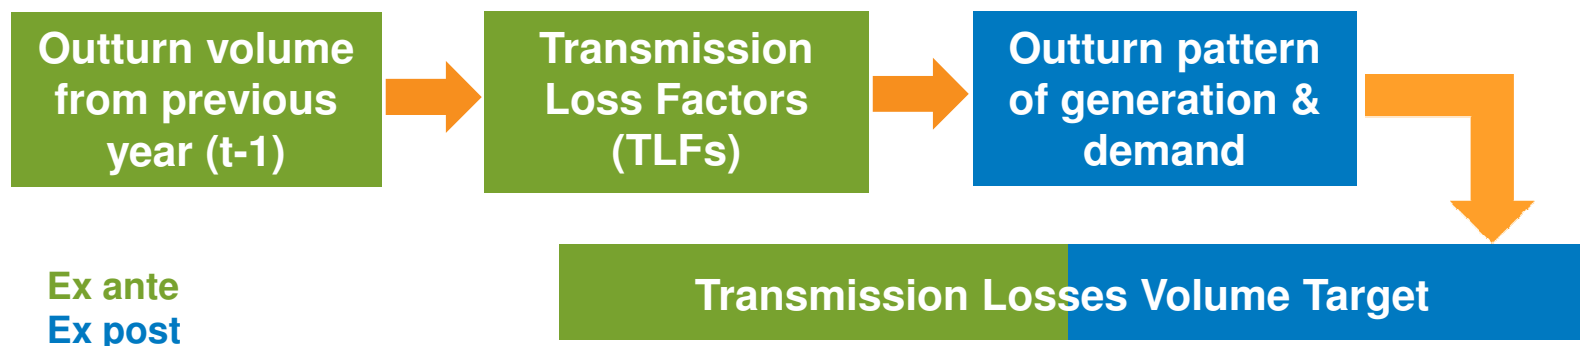 Outturn volume
from previous
year (t-1)
Transmission
Loss Factors
(TLFs)
Outturn pattern
of generation &
demand
Transmission Losses Volume Target
Ex ante
Ex post